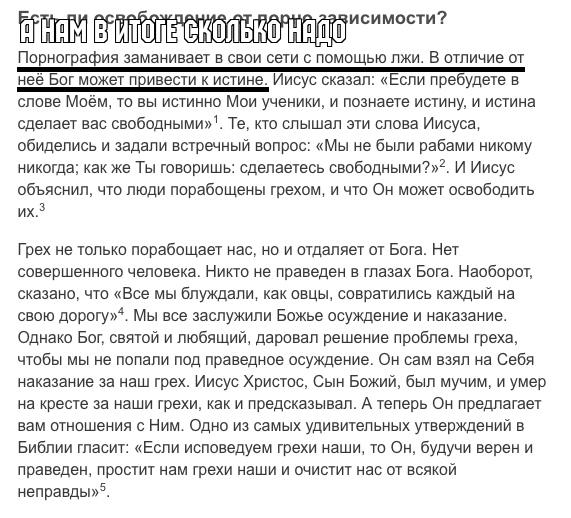 Есть ли освобождение от порно-зависимости?
А НАМ В ИТОГЕ СКОЛЬКО НАДО
Порнография заманивает в свои сети с помощью лжи. В отличие от
неё Бог может привести к истине. Иисус сказал: «Если пребудете в
слове Моём, то вы истинно Мои ученики, и познаете истину, и истина
сделает вас свободными»¹. Те, кто слышал эти слова Иисуса,
обиделись и задали встречный вопрос: «Мы не были рабами никому
никогда; как же Ты говоришь: сделаетесь свободными?»². И Иисус
объяснил, что люди порабощены грехом, и что Он может освободить
их.³
Грех не только порабощает нас, но и отдаляет от Бога. Нет
совершенного человека. Никто не праведен в глазах Бога. Наоборот,
сказано, что «Все мы блуждали, как овцы, совратились каждый на
свою дорогу»⁴. Мы все заслужили Божье осуждение и наказание.
Однако Бог, святой и любящий, даровал решение проблемы греха,
чтобы мы не попали под праведное осуждение. Он сам взял на Себя
наказание за наш грех. Иисус Христос, Сын Божий, был мучим, и умер
на кресте за наши грехи, как и предсказывал. А теперь Он предлагает
вам отношения с Ним. Одно из самых удивительных утверждений в
Библии гласит: «Если исповедуем грехи наши, то Он, будучи верен и
праведен, простит нам грехи наши и очистит нас от всякой
неправды»⁵.